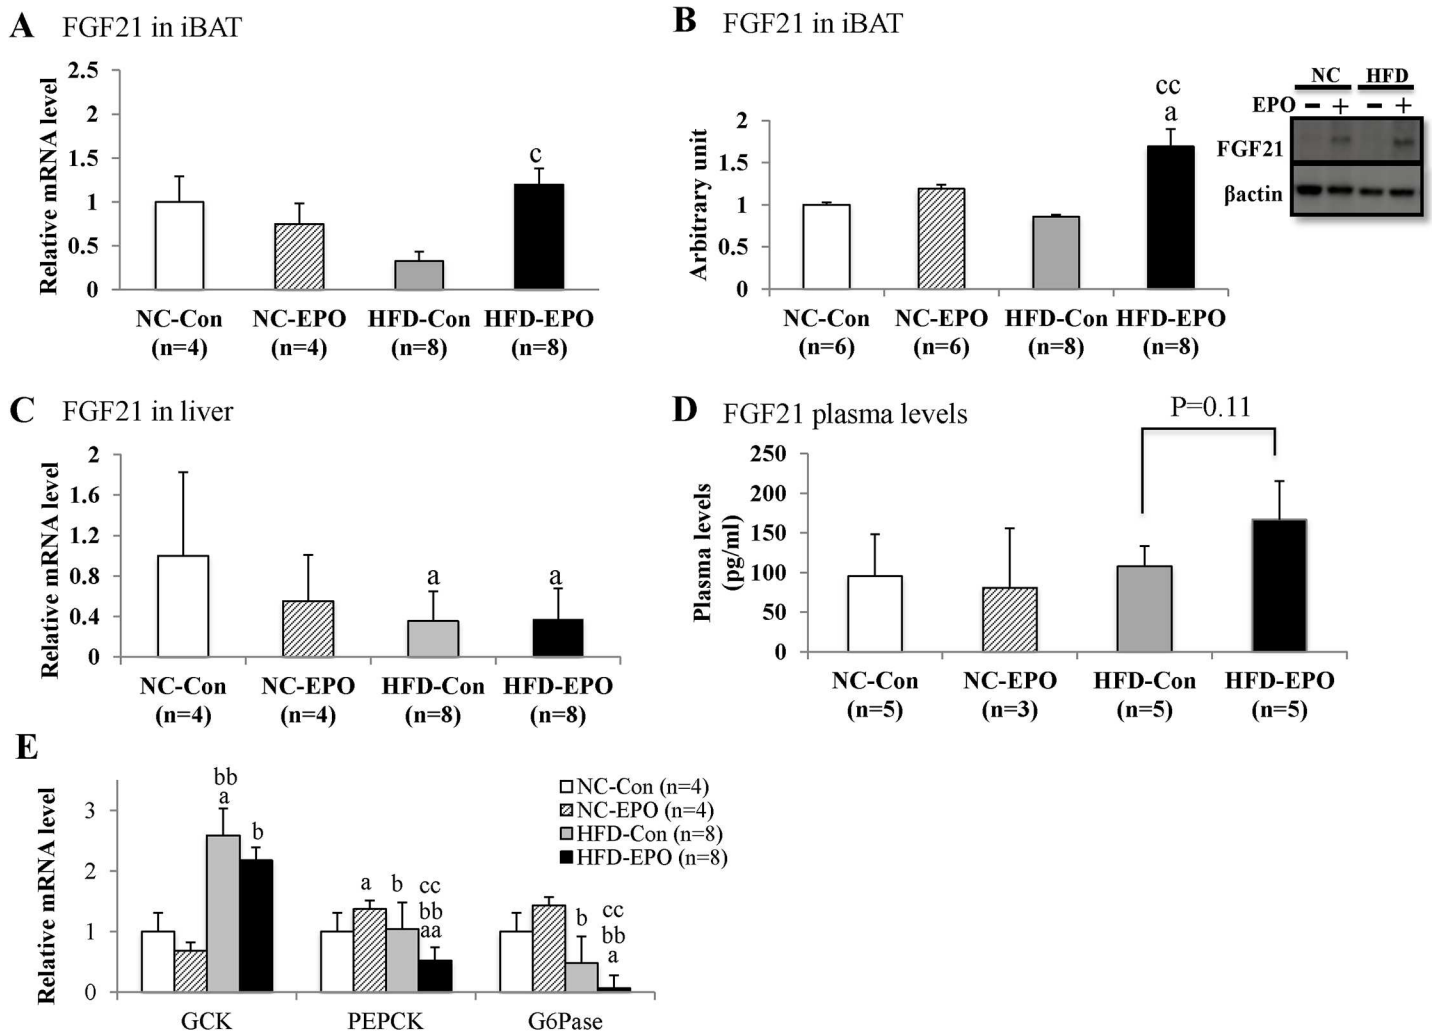 A FGF21 in iBAT
Relative mRNA level
2.5
2
1.5
1
0.5
0
c
NC-Con NC-EPO HFD-Con HFD-EPO
(n=4) (n=4) (n=8) (n=8)
B FGF21 in iBAT
Arbitrary unit
2
1.5
1
0.5
0
cc
a
NC-Con NC-EPO HFD-Con HFD-EPO
(n=6) (n=6) (n=8) (n=8)
NC HFD
EPO − + − +
FGF21
βactin
C FGF21 in liver
Relative mRNA level
2
1.6
1.2
0.8
0.4
0
a a
NC-Con NC-EPO HFD-Con HFD-EPO
(n=4) (n=4) (n=8) (n=8)
D FGF21 plasma levels
P=0.11
Plasma levels
(pg/ml)
250
200
150
100
50
0
NC-Con NC-EPO HFD-Con HFD-EPO
(n=5) (n=3) (n=5) (n=5)
E
Relative mRNA level
3
2
1
0
bb
a
b
a
b
cc
bb
aa
b
cc
bb
a
GCK PEPCK G6Pase
NC-Con (n=4)
NC-EPO (n=4)
HFD-Con (n=8)
HFD-EPO (n=8)